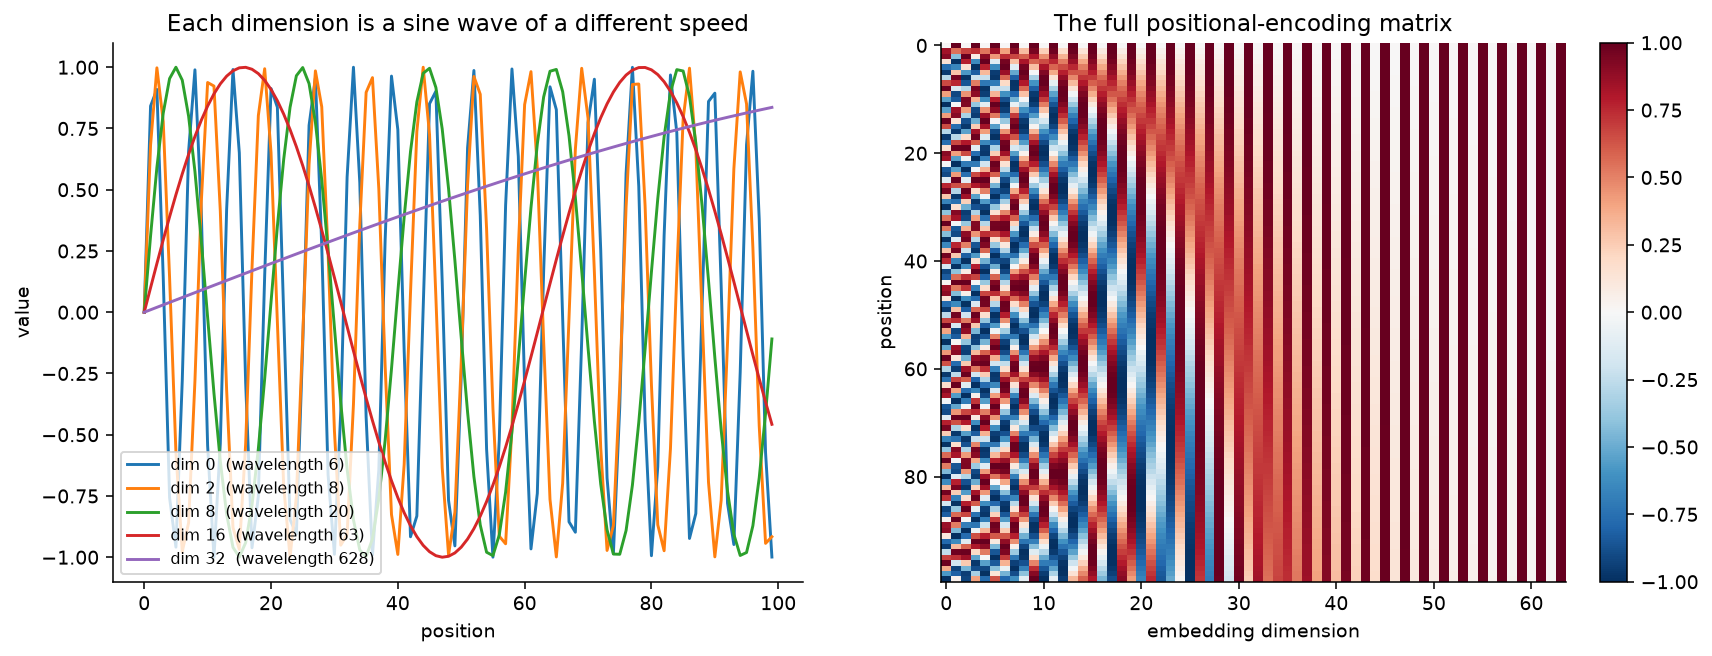 Each dimension is a sine wave of a different speed
1.00
0.75
0.50
0.25
0.00
−0.25
−0.50
−0.75
−1.00
value
dim 0 (wavelength 6)
dim 2 (wavelength 8)
dim 8 (wavelength 20)
dim 16 (wavelength 63)
dim 32 (wavelength 628)
0 20 40 60 80 100
position
The full positional-encoding matrix
0
20
40
60
80
position
0 10 20 30 40 50 60
embedding dimension
1.00
0.75
0.50
0.25
0.00
−0.25
−0.50
−0.75
−1.00